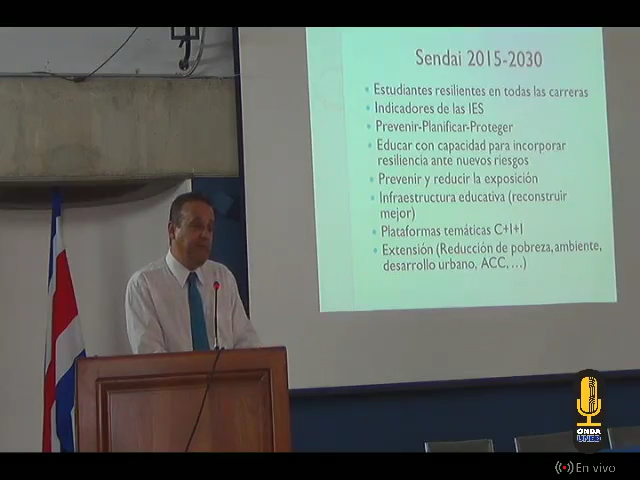 Sendai 2015-2030
• Estudiantes resilientes en todas las carreras
• Indicadores de las IES
• Prevenir-Planificar-Proteger
• Educar con capacidad para incorporar
resiliencia ante nuevos riesgos
• Prevenir y reducir la exposición
• Infraestructura educativa (reconstruir
mejor)
• Plataformas temáticas C+I+I
• Extensión (Reducción de pobreza, ambiente,
desarrollo urbano, ACC, …)
ONDA
UNED
En vivo